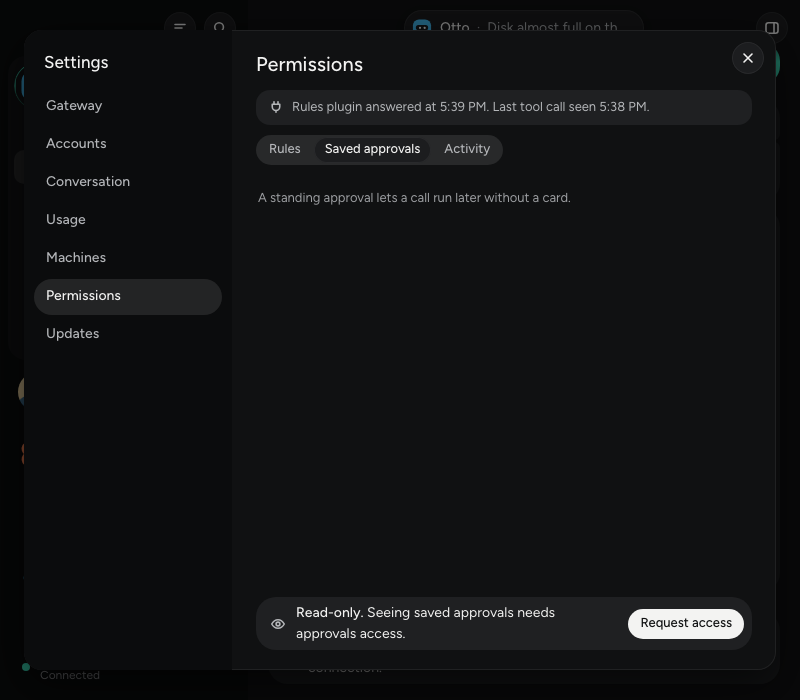 Otto · Disk almost full on th
Settings
Gateway
Accounts
Conversation
Usage
Machines
Permissions
Updates
Connected
Permissions
Rules plugin answered at 5:39 PM. Last tool call seen 5:38 PM.
Rules Saved approvals Activity
A standing approval lets a call run later without a card.
Read-only. Seeing saved approvals needs
approvals access.
Request access